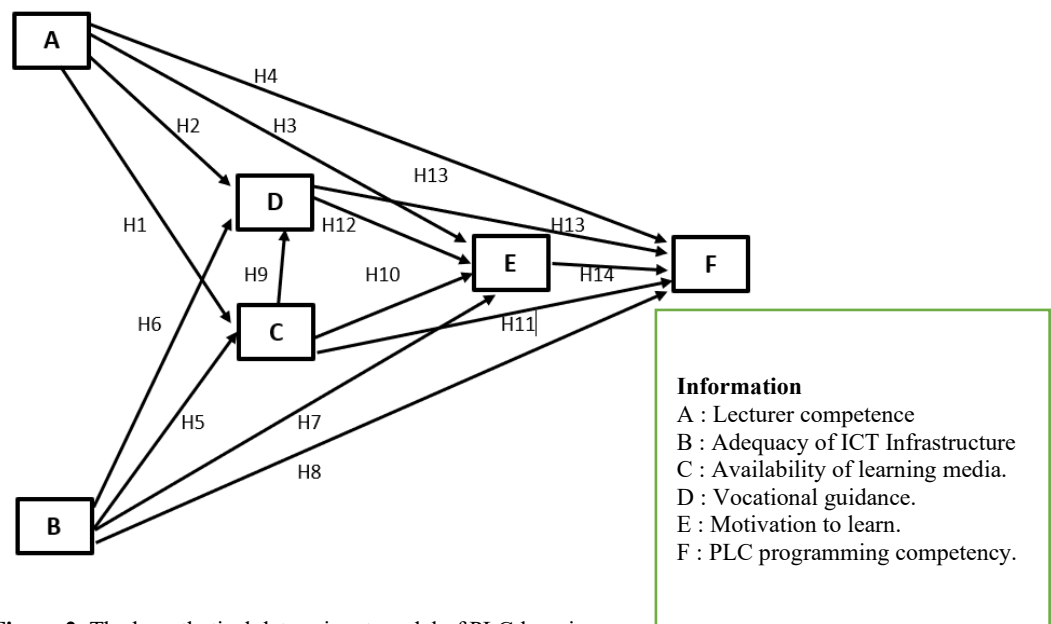 A
H4
H2
H3
H13
D
H1
H12
H13
E
F
H9
H10
H14
C
H6
H11
H5
H7
H8
B
Information
A : Lecturer competence
B : Adequacy of ICT Infrastructure
C : Availability of learning media.
D : Vocational guidance.
E : Motivation to learn.
F : PLC programming competency.